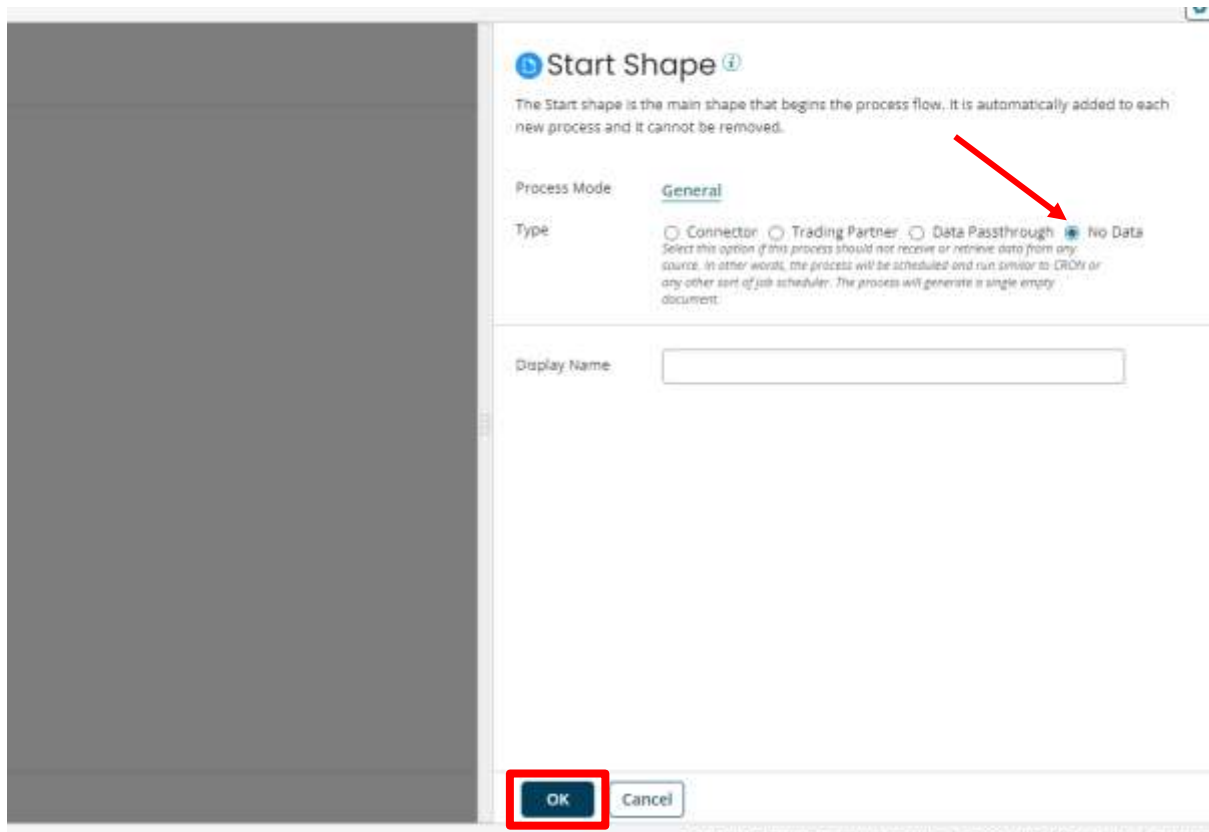 Start Shape
The Start shape is the main shape that begins the process flow. It is automatically added to each
new process and it cannot be removed.
Process Mode General
Type Connector Trading Partner Data Passthrough No Data
Select this option if this process should not receive or retrieve data from any
source. In other words, the process will be scheduled and run similar to CRON or
any other sort of job scheduler. The process will generate a single empty
document.
Display Name
OK Cancel